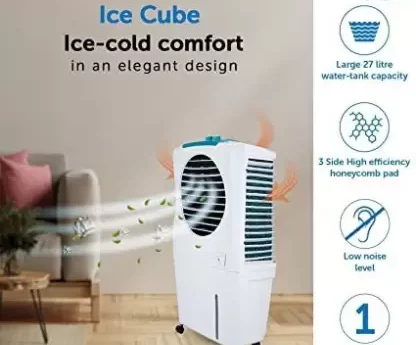 Ice Cube
Ice-cold comfort
in an elegant design
Large 27 litre
water-tank capacity
3 Side High efficiency
honeycomb pad
Low noise
level
1